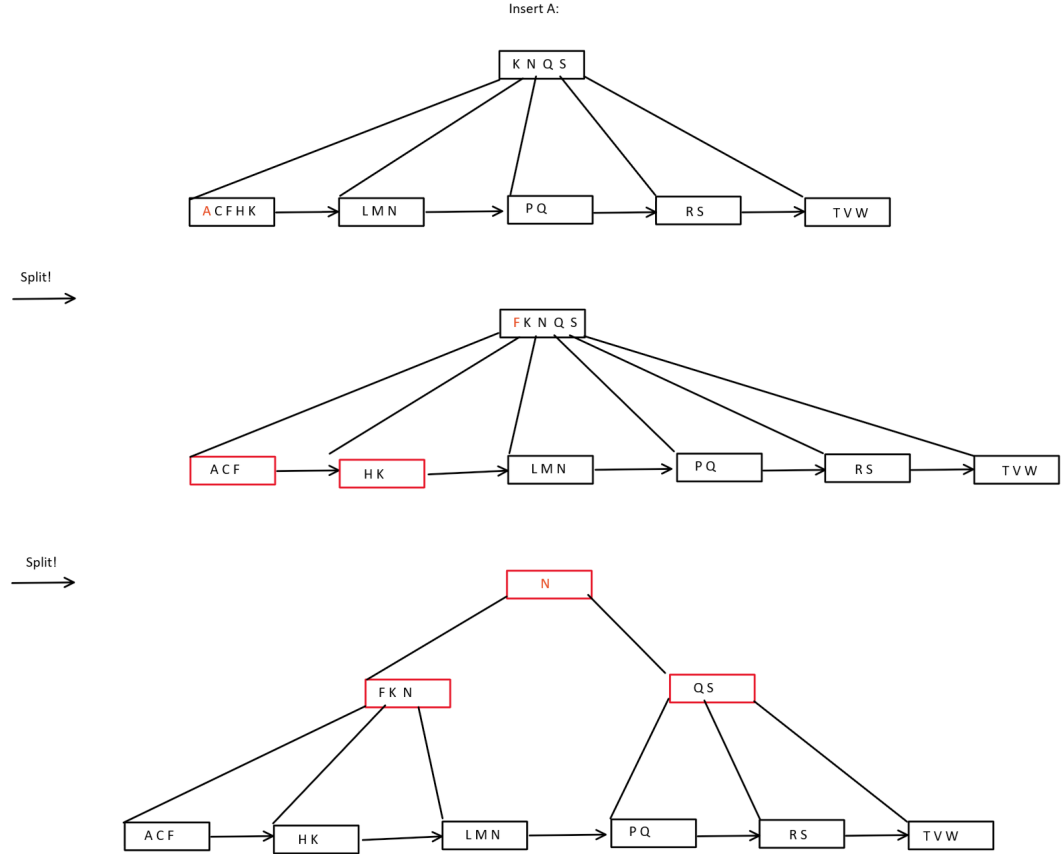 Insert A:
K N Q S
A C F H K
L M N
P Q
R S
T V W
Split!
F K N Q S
A C F
H K
L M N
P Q
R S
T V W
Split!
N
F K N
Q S
A C F
H K
L M N
P Q
R S
T V W